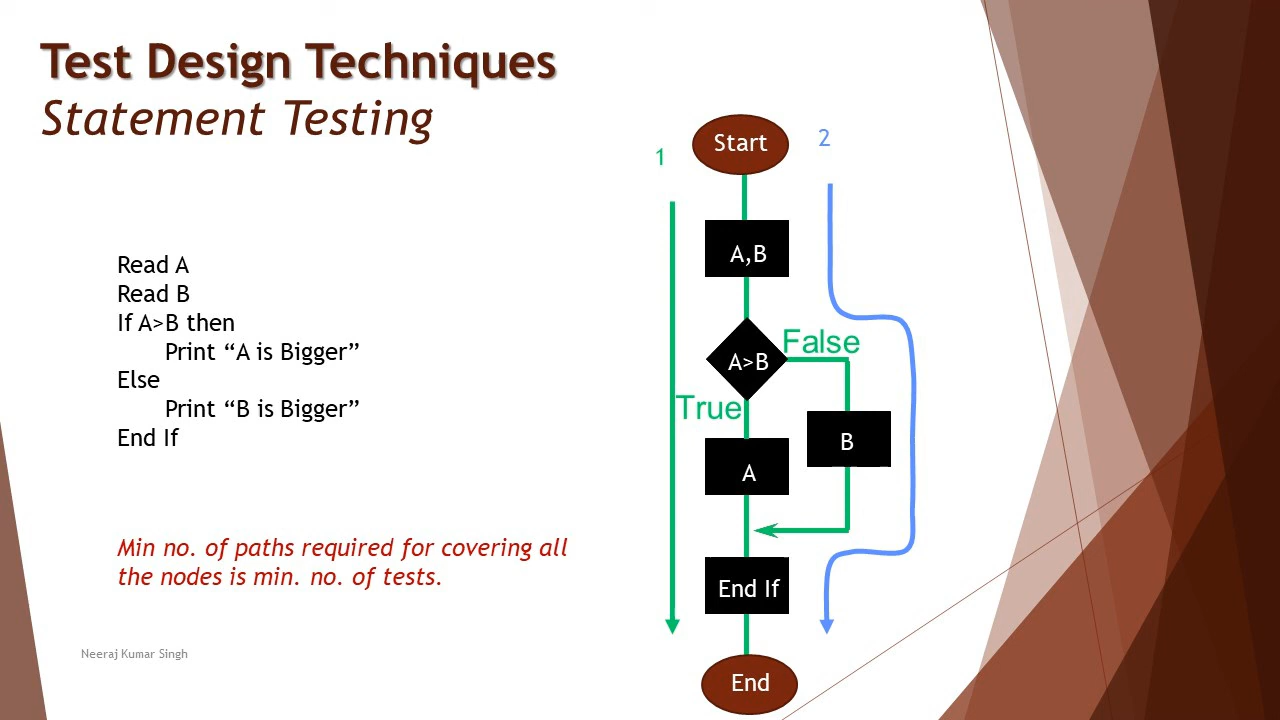 Test Design Techniques
Statement Testing
Read A
Read B
If A>B then
Print “A is Bigger”
Else
Print “B is Bigger”
End If
Min no. of paths required for covering all
the nodes is min. no. of tests.
Neeraj Kumar Singh
1
Start
2
A,B
False
A>B
True
B
A
End If
End